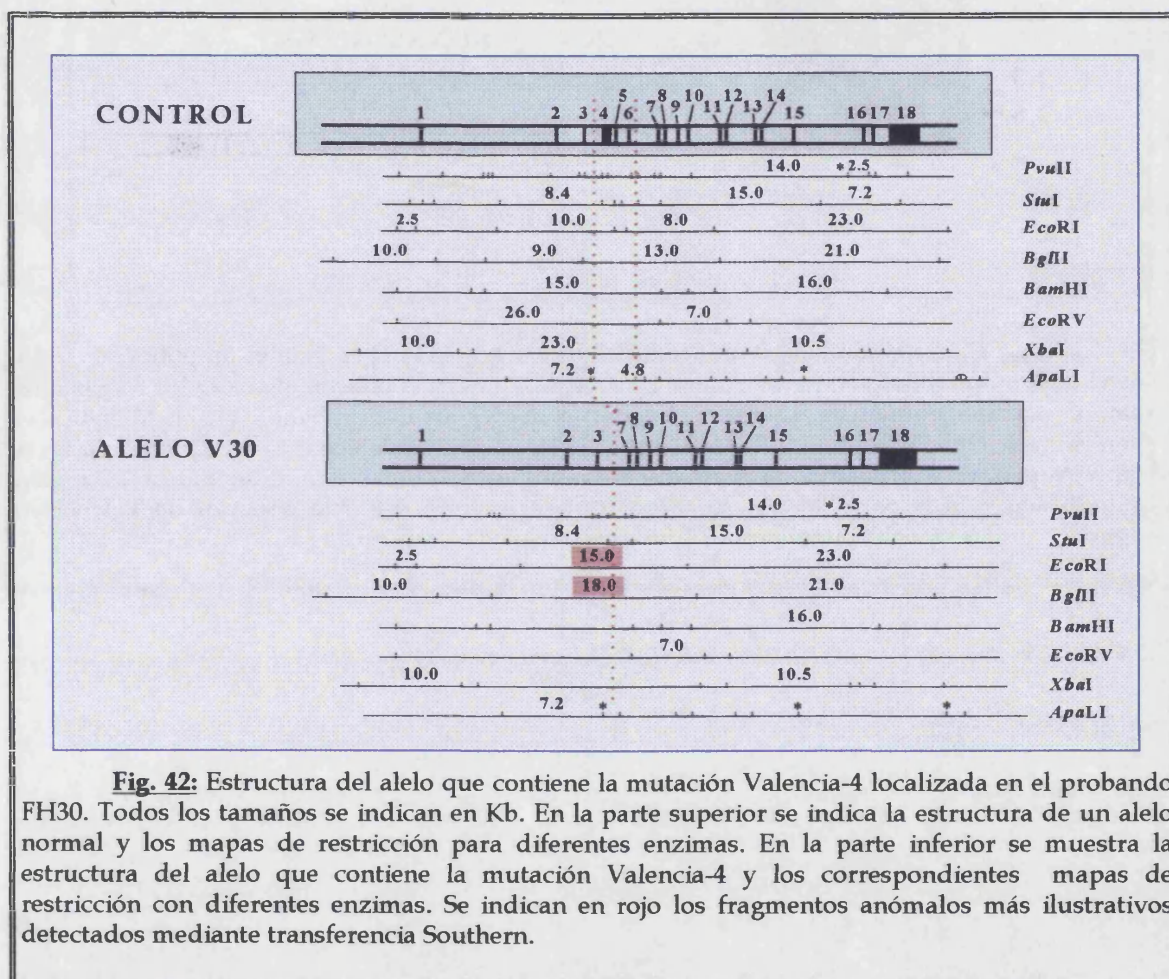 5 8 10 12 14
CONTROL 1 2 3 4 6 7 9 11 13 15 16 17 18
14.0 *2.5 PvuII
8.4 15.0 7.2 StuI
2.5 10.0 8.0 23.0 EcoRI
10.0 9.0 13.0 21.0 BglII
15.0 16.0 BamHI
26.0 7.0 EcoRV
10.0 23.0 10.5 XbaI
7.2 * 4.8 * ApaLI
8 10 12 14
ALELO V30 1 2 3 7 9 11 13 15 16 17 18
14.0 *2.5 PvuII
8.4 15.0 7.2 StuI
2.5 15.0 23.0 EcoRI
10.0 18.0 21.0 BglII
16.0 BamHI
7.0 EcoRV
10.0 10.5 XbaI
7.2 * * * ApaLI
Fig. 42: Estructura del alelo que contiene la mutación Valencia-4 localizada en el probando
FH30. Todos los tamaños se indican en Kb. En la parte superior se indica la estructura de un alelo
normal y los mapas de restricción para diferentes enzimas. En la parte inferior se muestra la
estructura del alelo que contiene la mutación Valencia-4 y los correspondientes mapas de
restricción con diferentes enzimas. Se indican en rojo los fragmentos anómalos más ilustrativos
detectados mediante transferencia Southern.